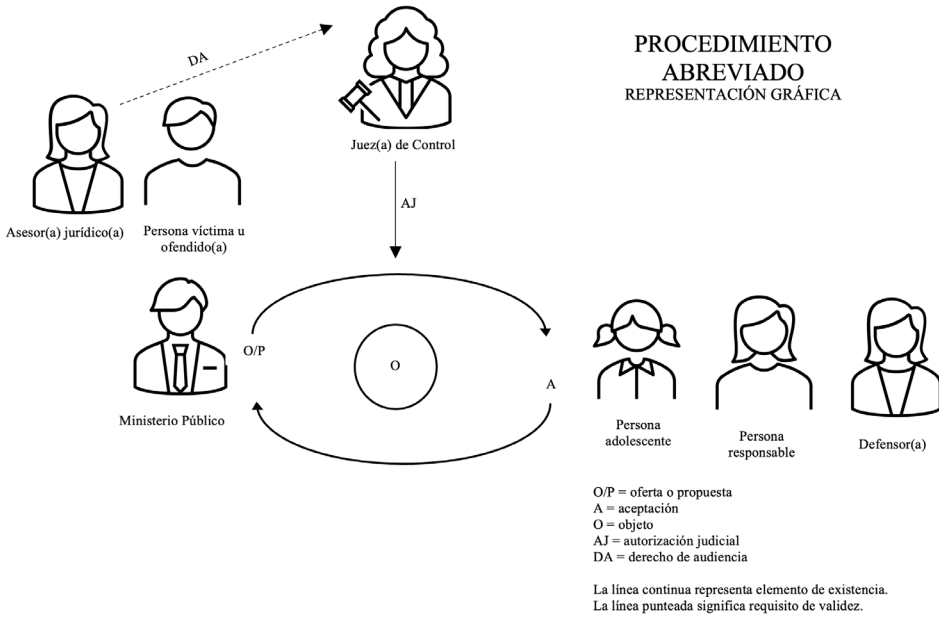 PROCEDIMIENTO
ABREVIADO
REPRESENTACIÓN GRÁFICA
DA
Juez(a) de Control
AJ
Asesor(a) jurídico(a)
Persona víctima u
ofendido(a)
O/P
O
A
Ministerio Público
Persona
adolescente
Persona
responsable
Defensor(a)
O/P = oferta o propuesta
A = aceptación
O = objeto
AJ = autorización judicial
DA = derecho de audiencia
La línea continua representa elemento de existencia.
La línea punteada significa requisito de validez.